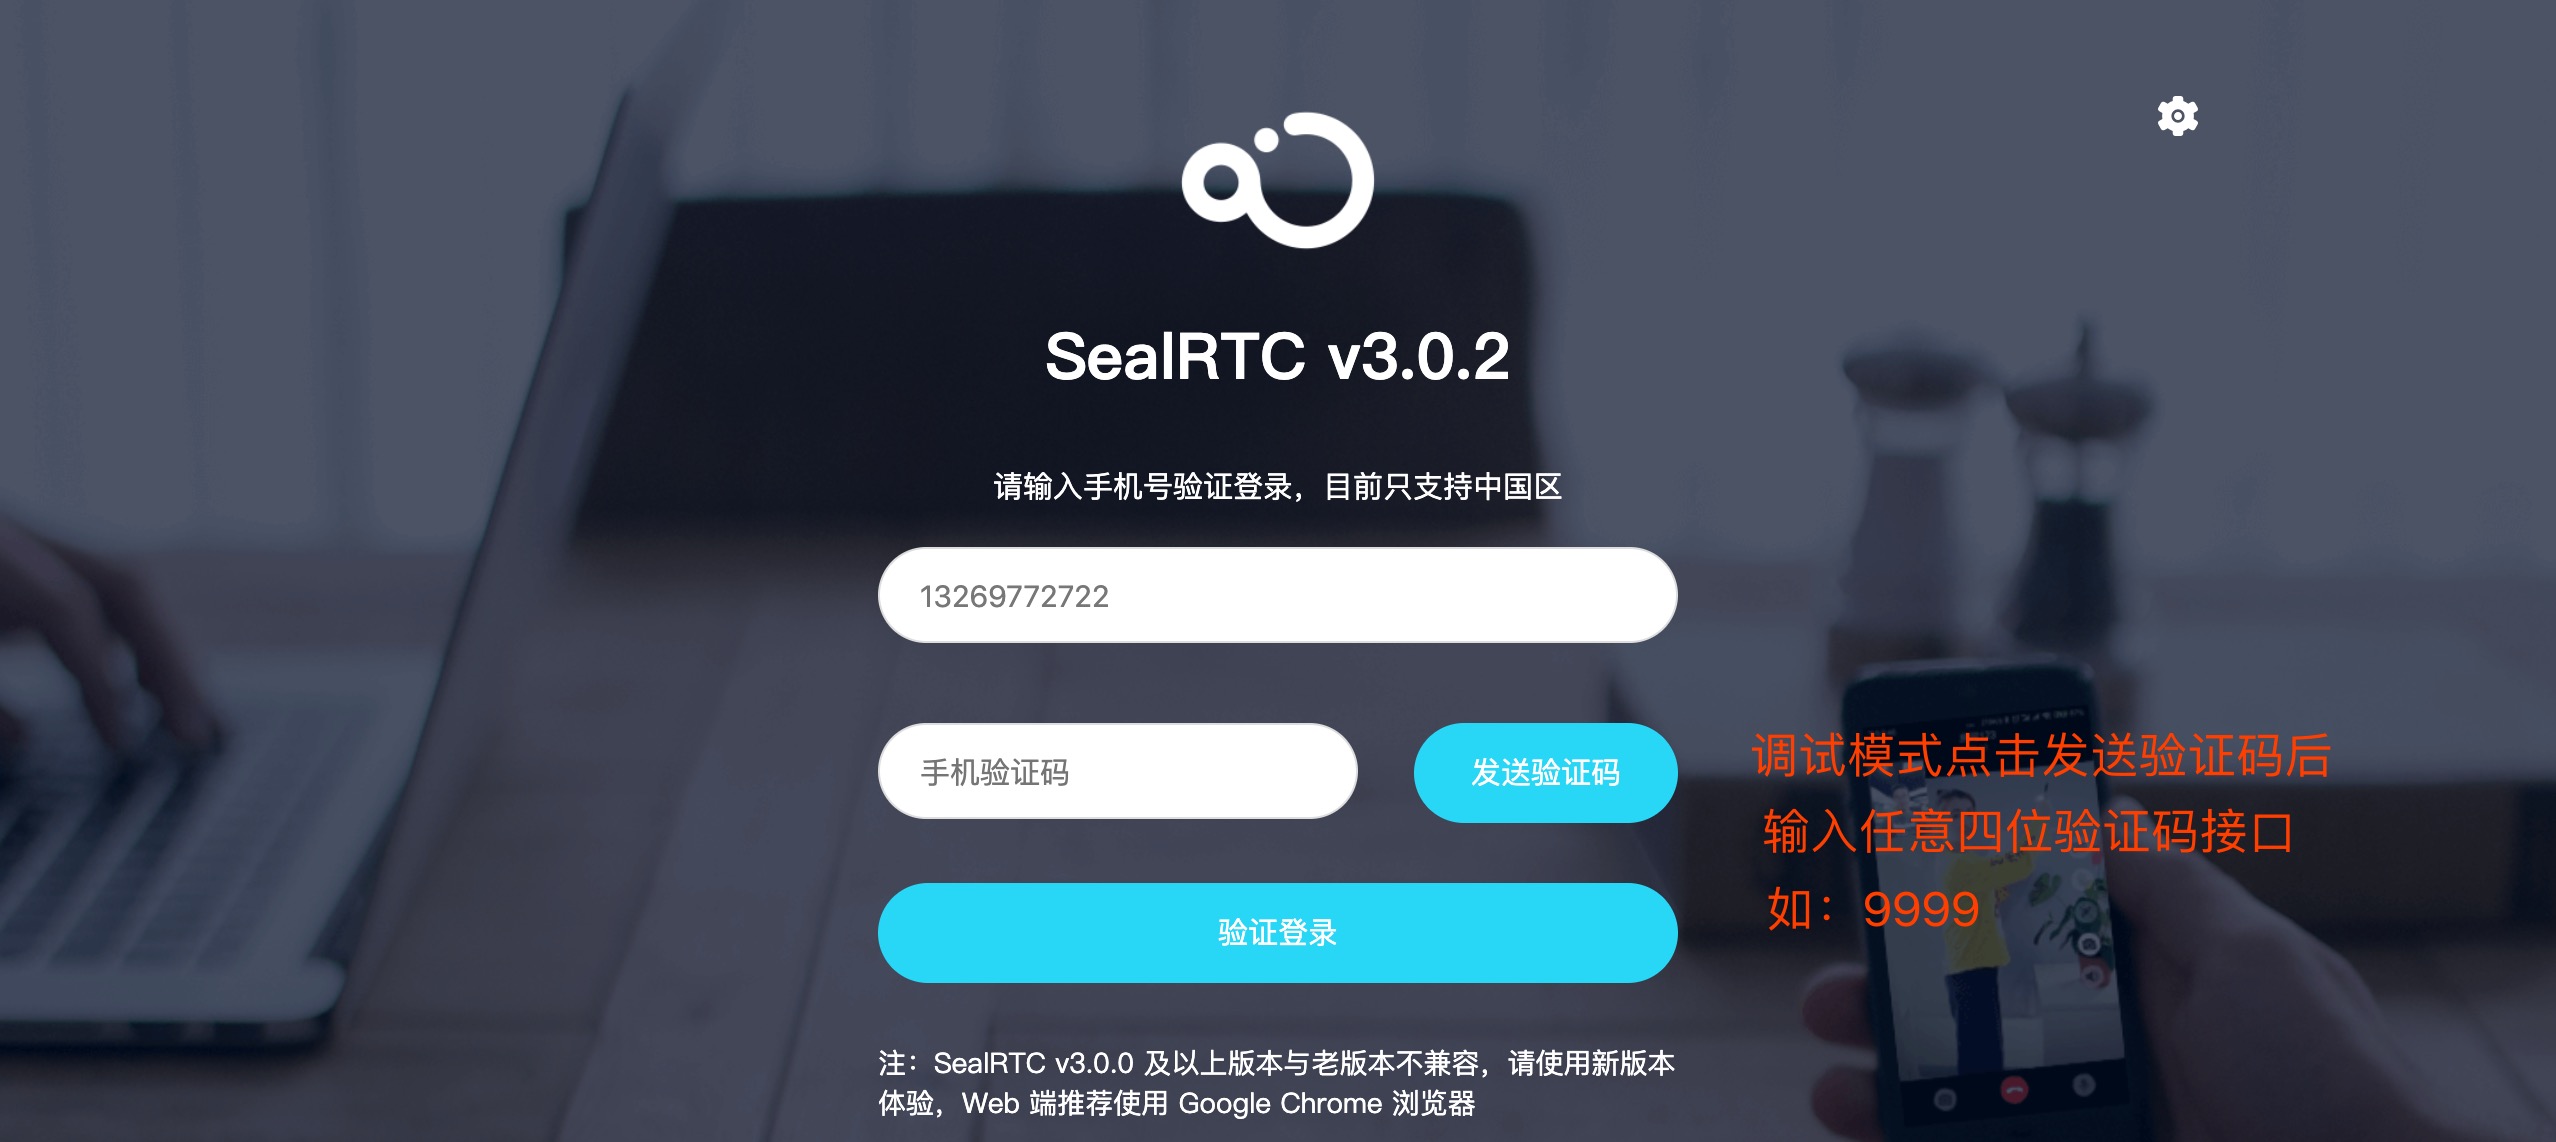 SealRTC v3.0.2
请输入手机号验证登录，目前只支持中国区
13269772722
手机验证码
发送验证码
调试模式点击发送验证码后
输入任意四位验证码接口
如：9999
验证登录
注：SealRTC v3.0.0 及以上版本与老版本不兼容，请使用新版本
体验，Web 端推荐使用 Google Chrome 浏览器